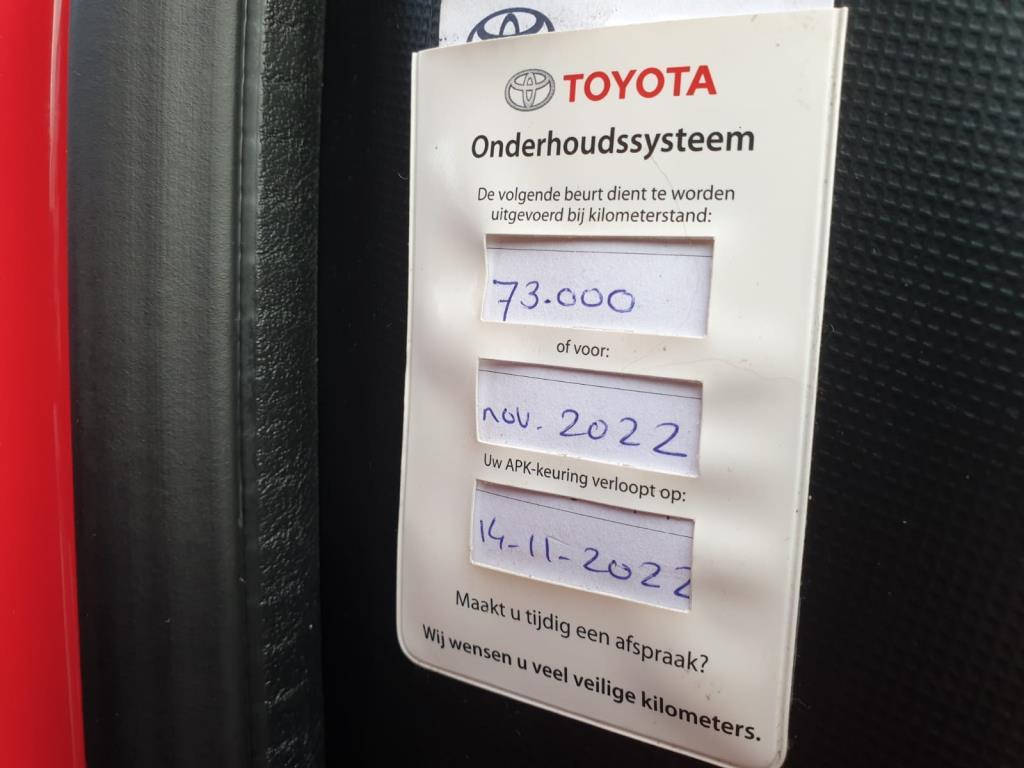 TOYOTA
Onderhoudssysteem
De volgende beurt dient te worden
uitgevoerd bij kilometerstand:
73.000
of voor:
nov. 2022
Uw APK-keuring verloopt op:
14-11-2022
Maakt u tijdig een afspraak?
Wij wensen u veel veilige kilometers.